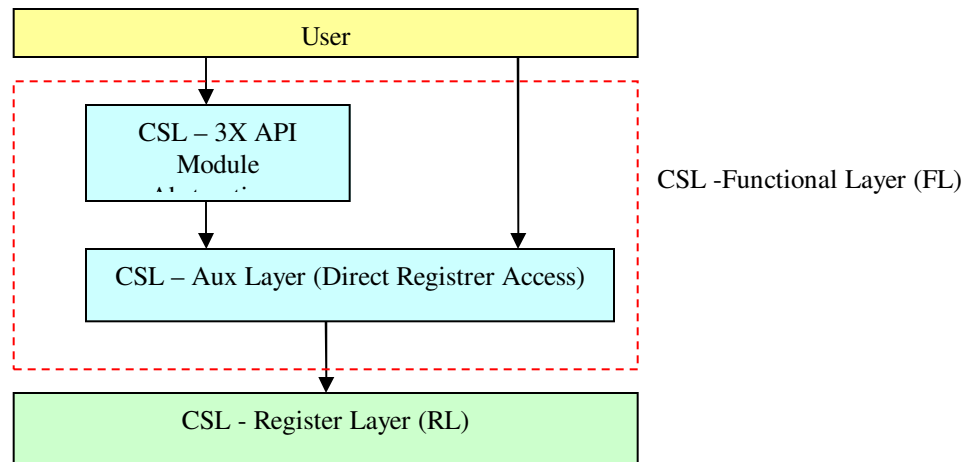 User
CSL – 3X API
Module
CSL -Functional Layer (FL)
CSL – Aux Layer (Direct Registrer Access)
CSL - Register Layer (RL)